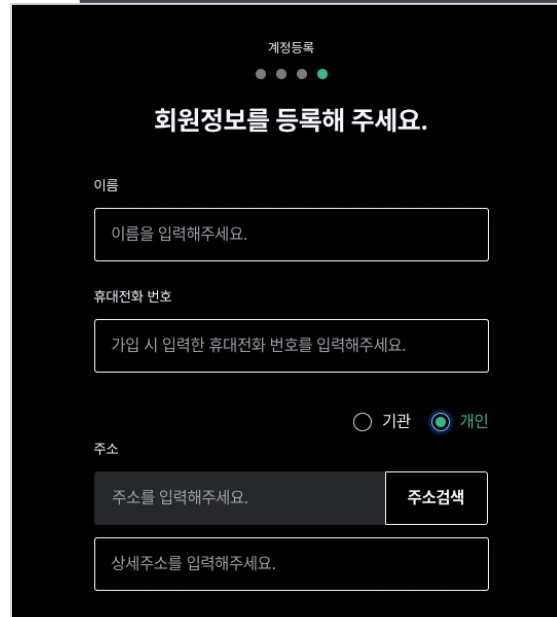 계정등록
회원정보를 등록해 주세요.
이름
이름을 입력해주세요.
휴대전화 번호
가입 시 입력한 휴대전화 번호를 입력해주세요.
기관 개인
주소
주소를 입력해주세요. 주소검색
상세주소를 입력해주세요.